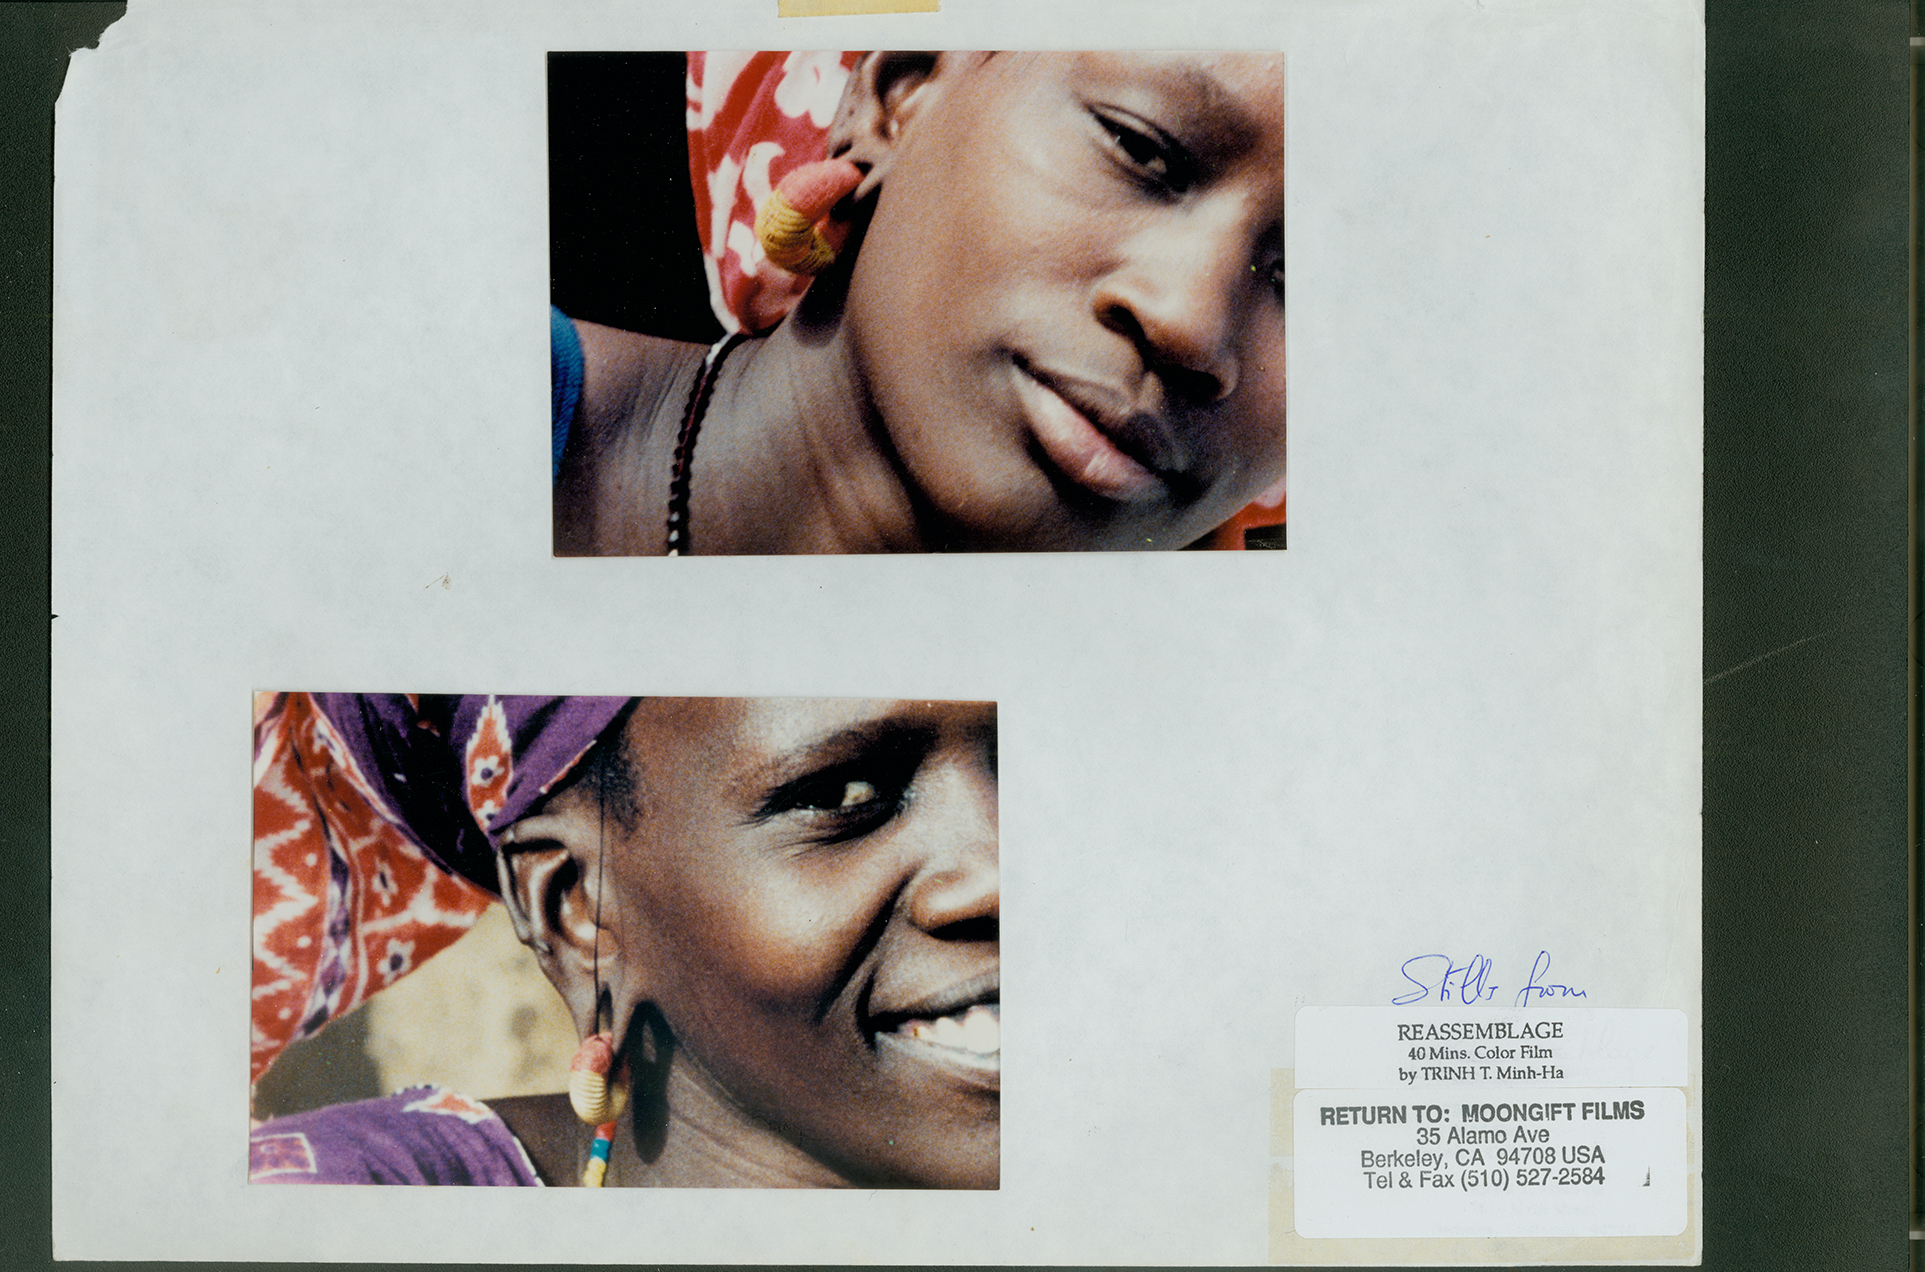 Stills from
REASSEMBLAGE
40 Mins. Color Film
by TRINH T. Minh-Ha
RETURN TO: MOONGIFT FILMS
35 Alamo Ave
Berkeley, CA 94708 USA
Tel & Fax (510) 527-2584